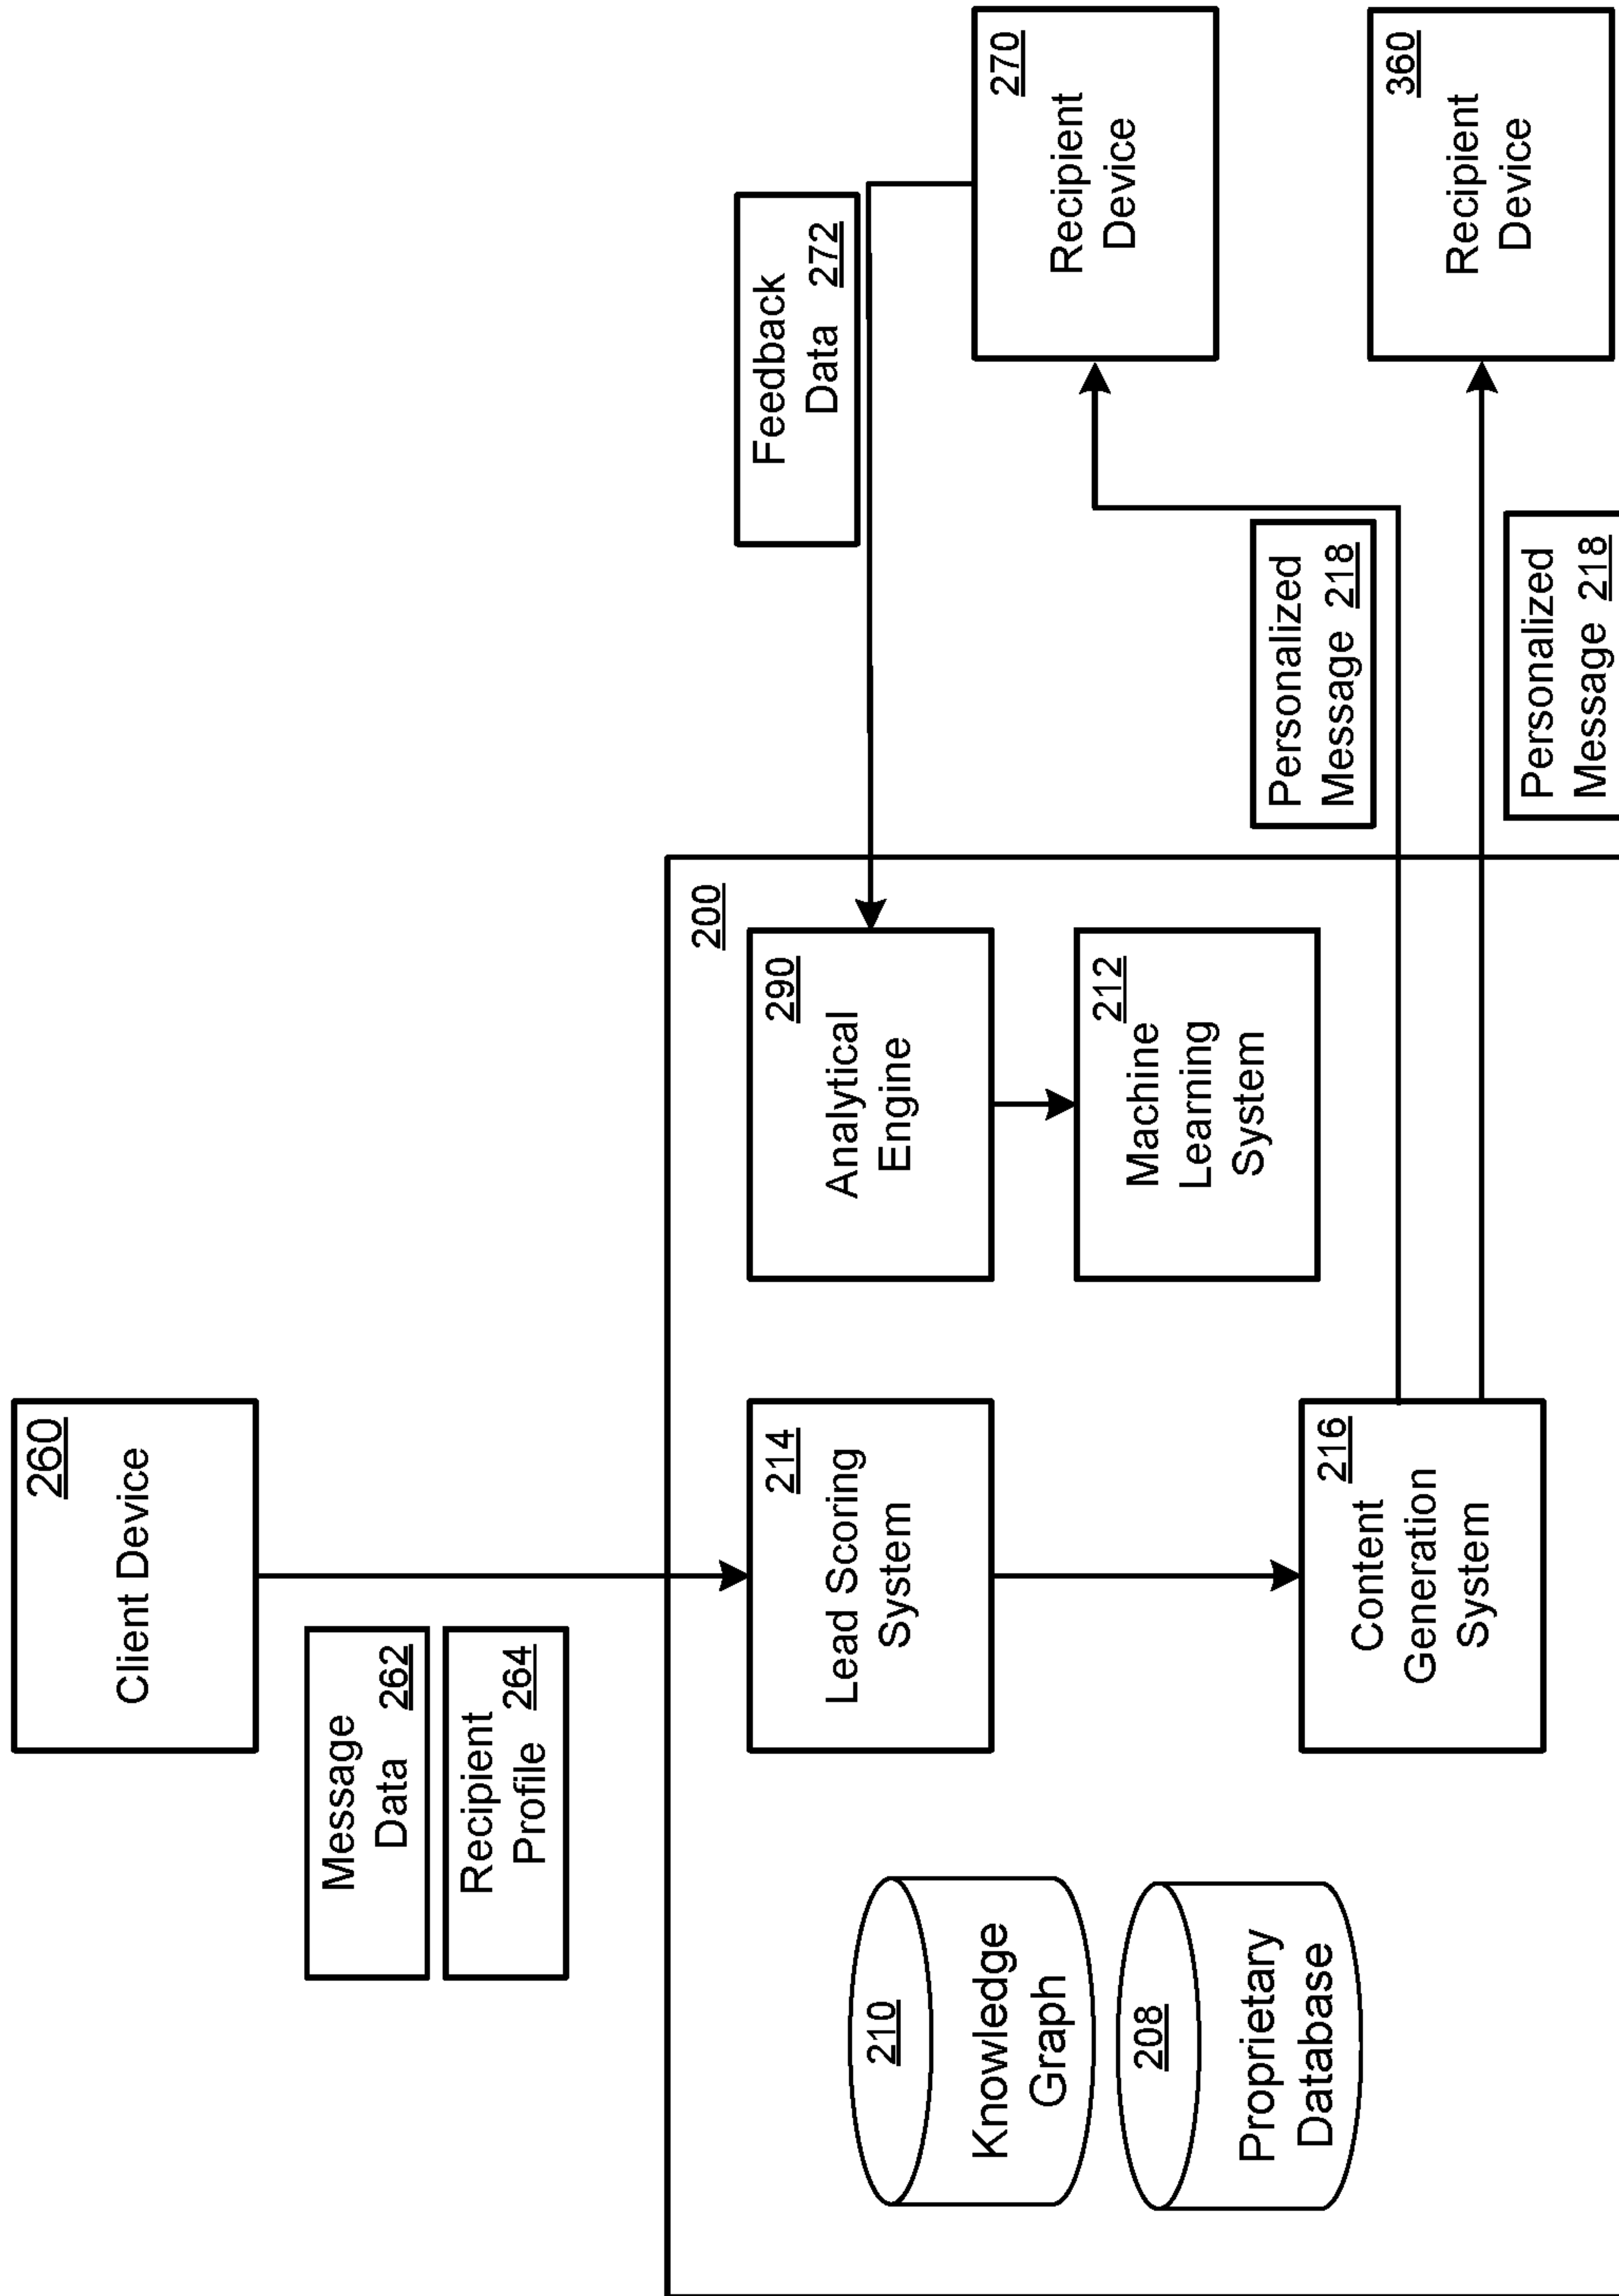 260
Client Device
Message
Data 262
Recipient
Profile 264
200
210
Knowledge
Graph
208
Proprietary
Database
214
Lead Scoring
System
216
Content
Generation
System
290
Analytical
Engine
212
Machine
Learning
System
Feedback
Data 272
270
Recipient
Device
Personalized
Message 218
360
Recipient
Device
Personalized
Message 218